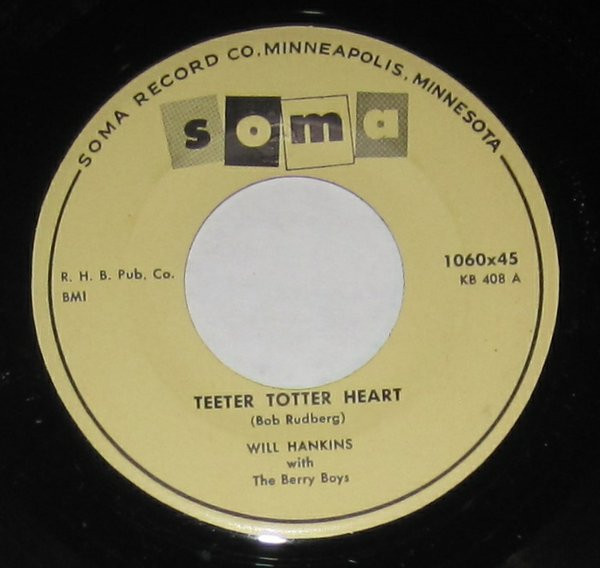 SOMA RECORD CO. MINNEAPOLIS, MINNESOTA
soma
R. H. B. Pub. Co.
BMI
1060x45
KB 408 A
TEETER TOTTER HEART
(Bob Rudberg)
WILL HANKINS
with
The Berry Boys